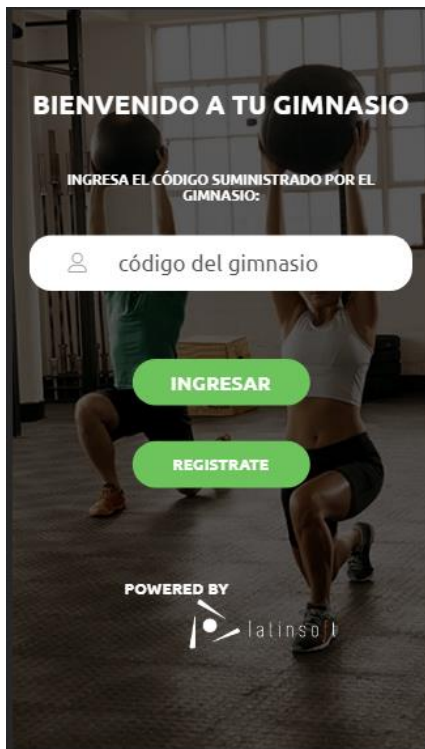 BIENVENIDO A TU GIMNASIO
INGRESA EL CÓDIGO SUMINISTRADO POR EL
GIMNASIO:
código del gimnasio
INGRESAR
REGISTRATE
POWERED BY
latinsoft